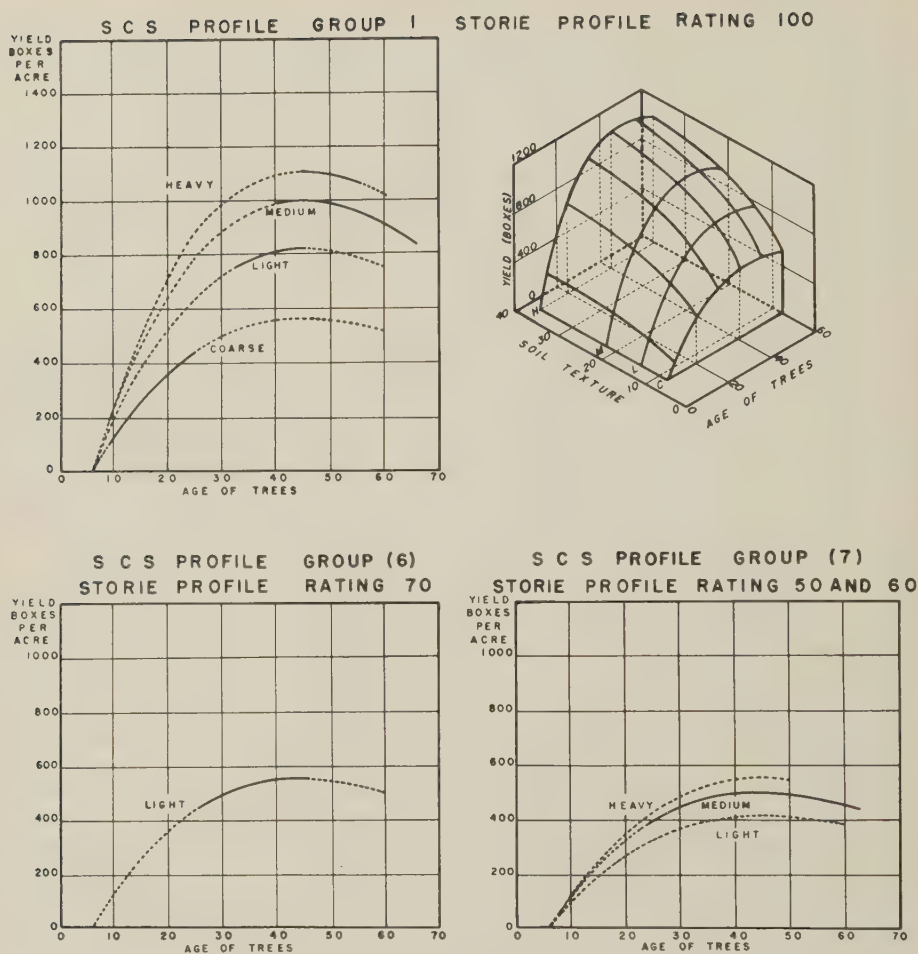 SCS PROFILE GROUP I STORIE PROFILE RATING 100
YIELD
BOXES
PER
ACRE
1400
1200
1000
800
600
400
200
0
HEAVY
MEDIUM
LIGHT
COARSE
0 10 20 30 40 50 60 70
AGE OF TREES
1200
800
400
0
YIELD (BOXES)
H
L
C
40 30 20 10 0
SOIL TEXTURE
0 20 40 60
AGE OF TREES
SCS PROFILE GROUP (6)
STORIE PROFILE RATING 70
YIELD
BOXES
PER
ACRE
1000
800
600
400
200
0
LIGHT
0 10 20 30 40 50 60 70
AGE OF TREES
SCS PROFILE GROUP (7)
STORIE PROFILE RATING 50 AND 60
YIELD
BOXES
PER
ACRE
1000
800
600
400
200
0
HEAVY
MEDIUM
LIGHT
0 10 20 30 40 50 60 70
AGE OF TREES